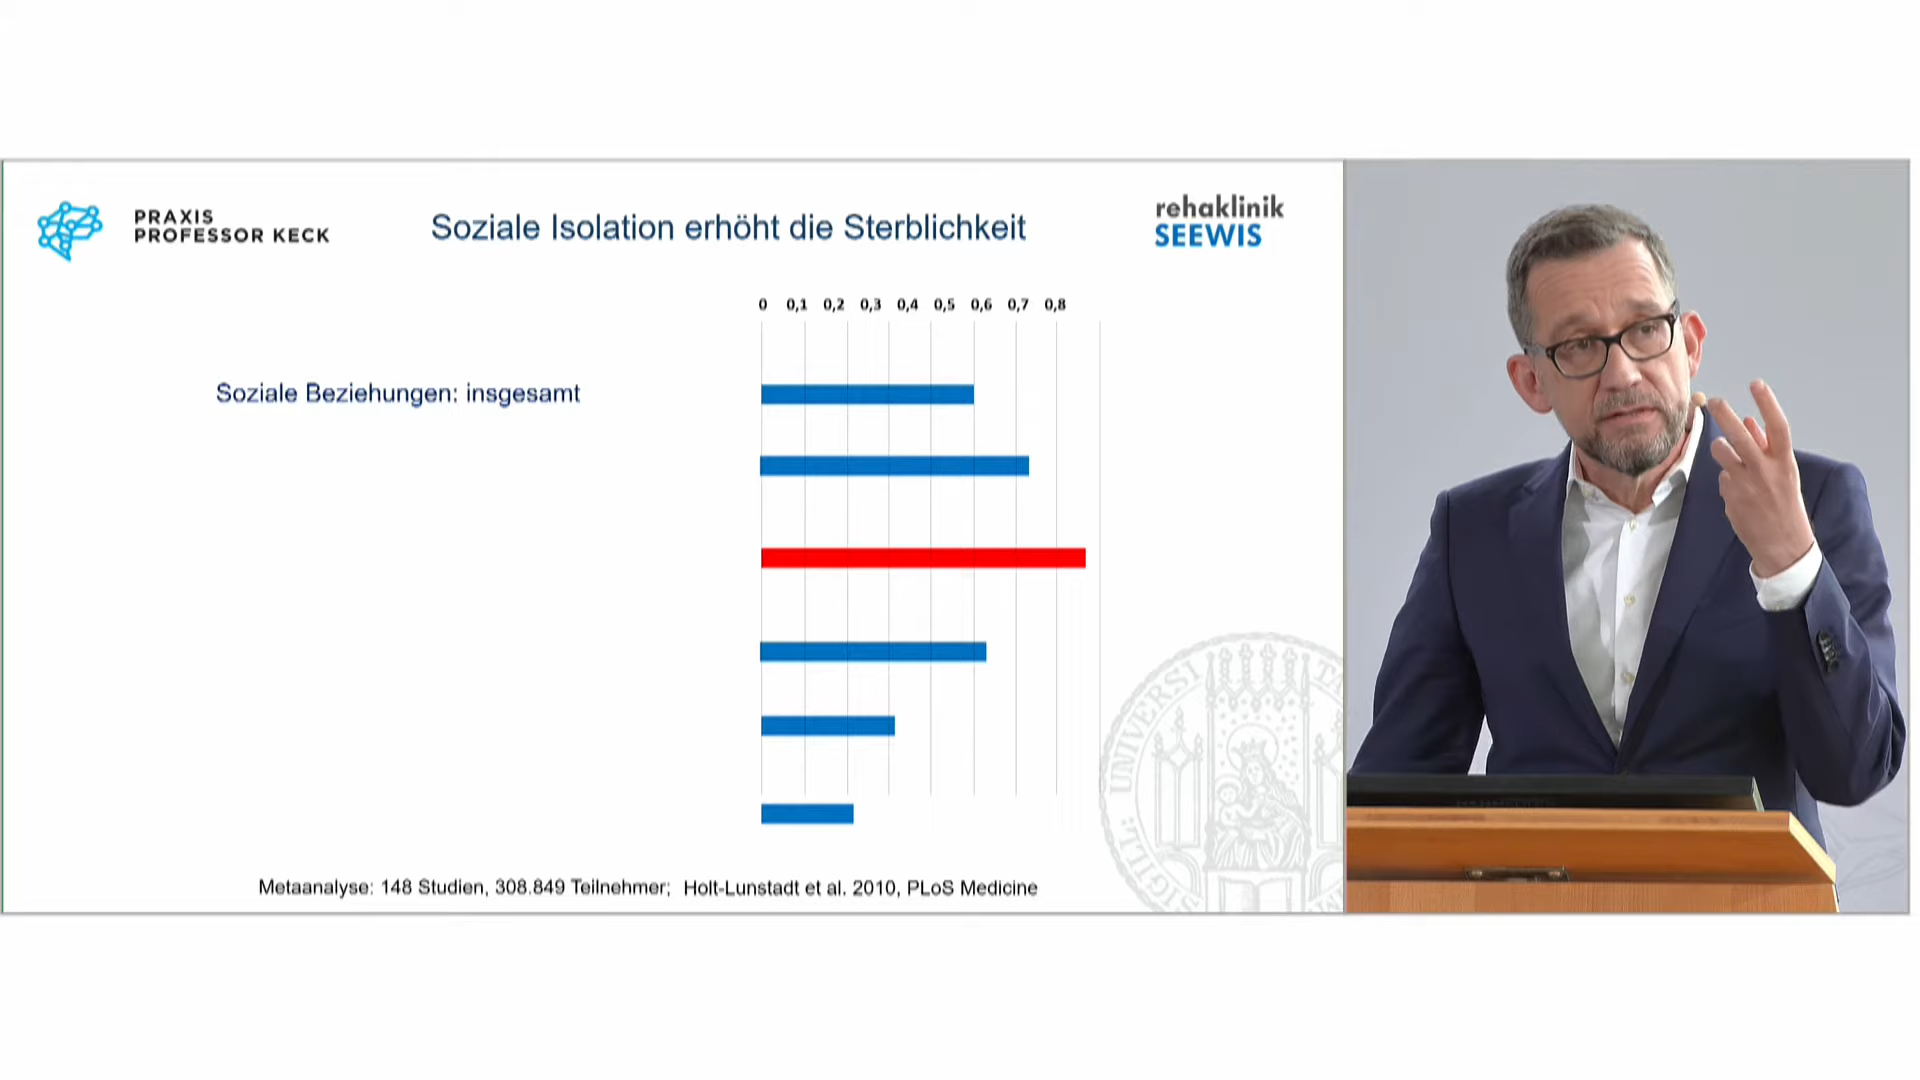 PRAXIS
PROFESSOR KECK
Soziale Isolation erhöht die Sterblichkeit
rehaklinik
SEEWIS
0 0,1 0,2 0,3 0,4 0,5 0,6 0,7 0,8
Soziale Beziehungen: insgesamt
Metaanalyse: 148 Studien, 308.849 Teilnehmer; Holt-Lunstadt et al. 2010, PLoS Medicine
SIGILL: UNIVERSITA